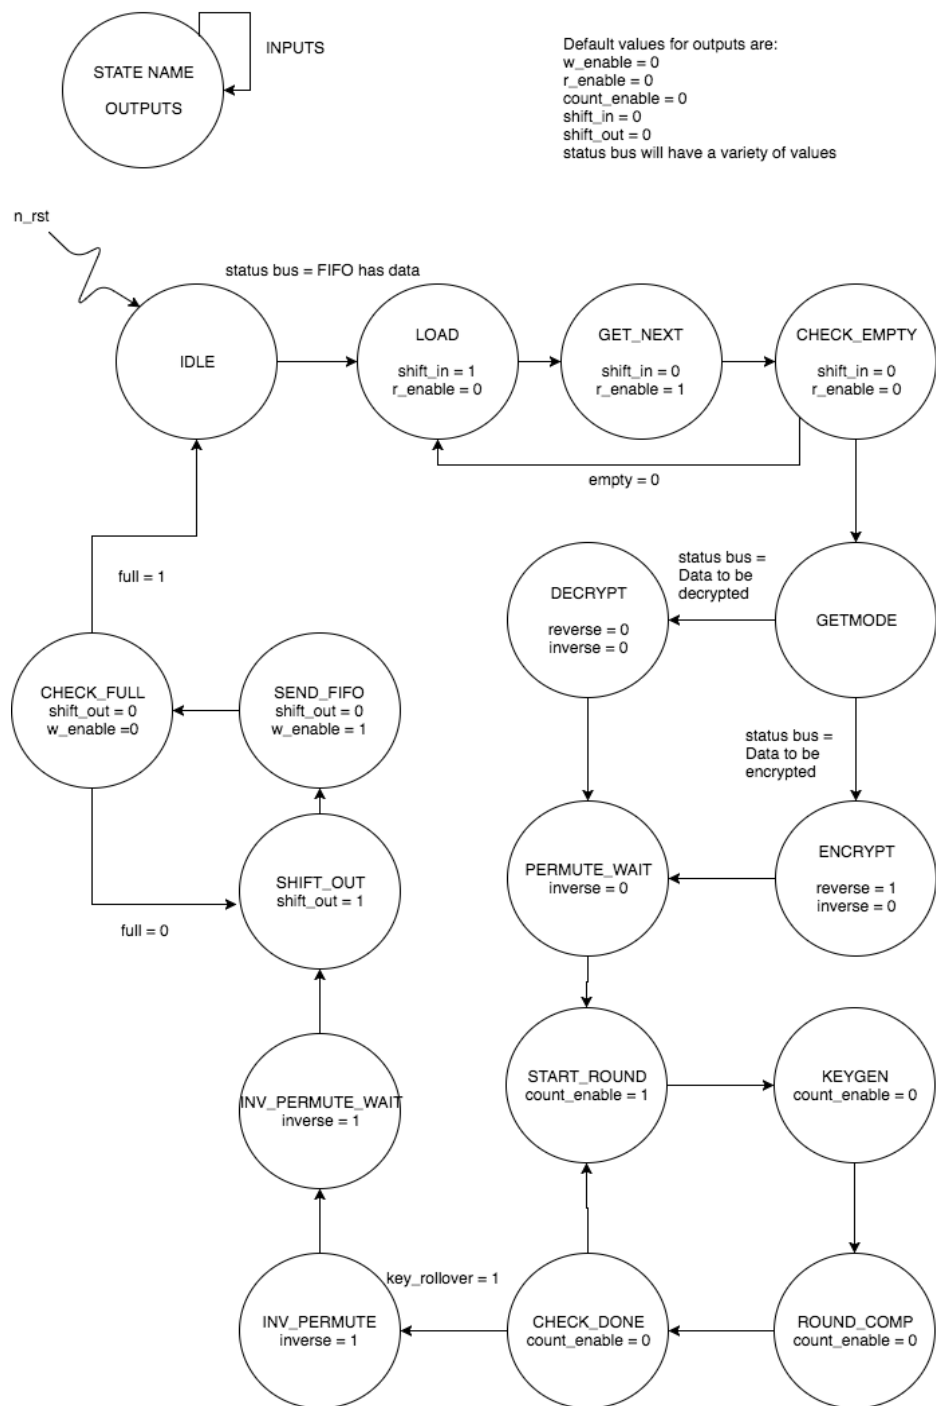 STATE NAME
OUTPUTS
INPUTS
Default values for outputs are:
w_enable = 0
r_enable = 0
count_enable = 0
shift_in = 0
shift_out = 0
status bus will have a variety of values
n_rst
status bus = FIFO has data
IDLE
LOAD
shift_in = 1
r_enable = 0
GET_NEXT
shift_in = 0
r_enable = 1
CHECK_EMPTY
shift_in = 0
r_enable = 0
empty = 0
full = 1
DECRYPT
reverse = 0
inverse = 0
status bus =
Data to be
decrypted
GETMODE
CHECK_FULL
shift_out = 0
w_enable =0
SEND_FIFO
shift_out = 0
w_enable = 1
status bus =
Data to be
encrypted
SHIFT_OUT
shift_out = 1
PERMUTE_WAIT
inverse = 0
ENCRYPT
reverse = 1
inverse = 0
full = 0
INV_PERMUTE_WAIT
inverse = 1
START_ROUND
count_enable = 1
KEYGEN
count_enable = 0
key_rollover = 1
INV_PERMUTE
inverse = 1
CHECK_DONE
count_enable = 0
ROUND_COMP
count_enable = 0